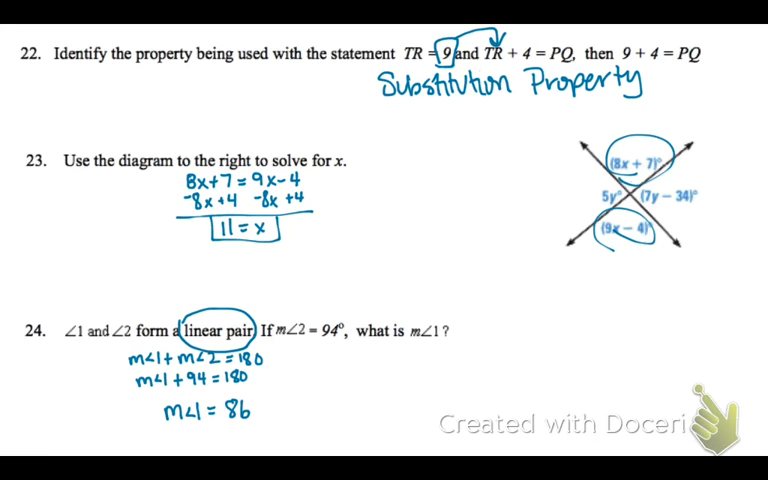 22. Identify the property being used with the statement TR = 9 and TR + 4 = PQ, then 9 + 4 = PQ
Substitution Property
23. Use the diagram to the right to solve for x.
8x+7=9x-4
-8x+4 -8x+4
11=x
(8x + 7)°
5y° (7y – 34)°
(9x – 4)°
24. ∠1 and ∠2 form a linear pair. If m∠2 = 94°, what is m∠1?
m∠1+m∠2=180
m∠1+94=180
m∠1=86
Created with Doceri